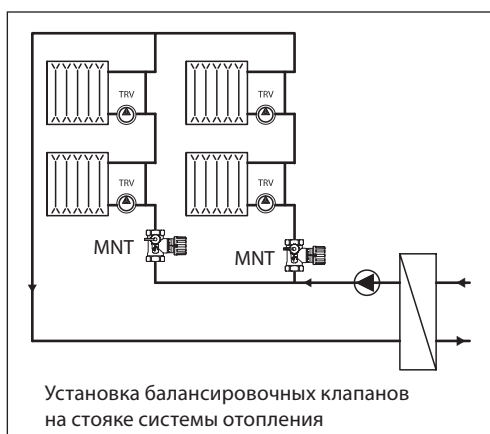 TRV
TRV
TRV
TRV
MNT
MNT
Установка балансировочных клапанов
на стояке системы отопления